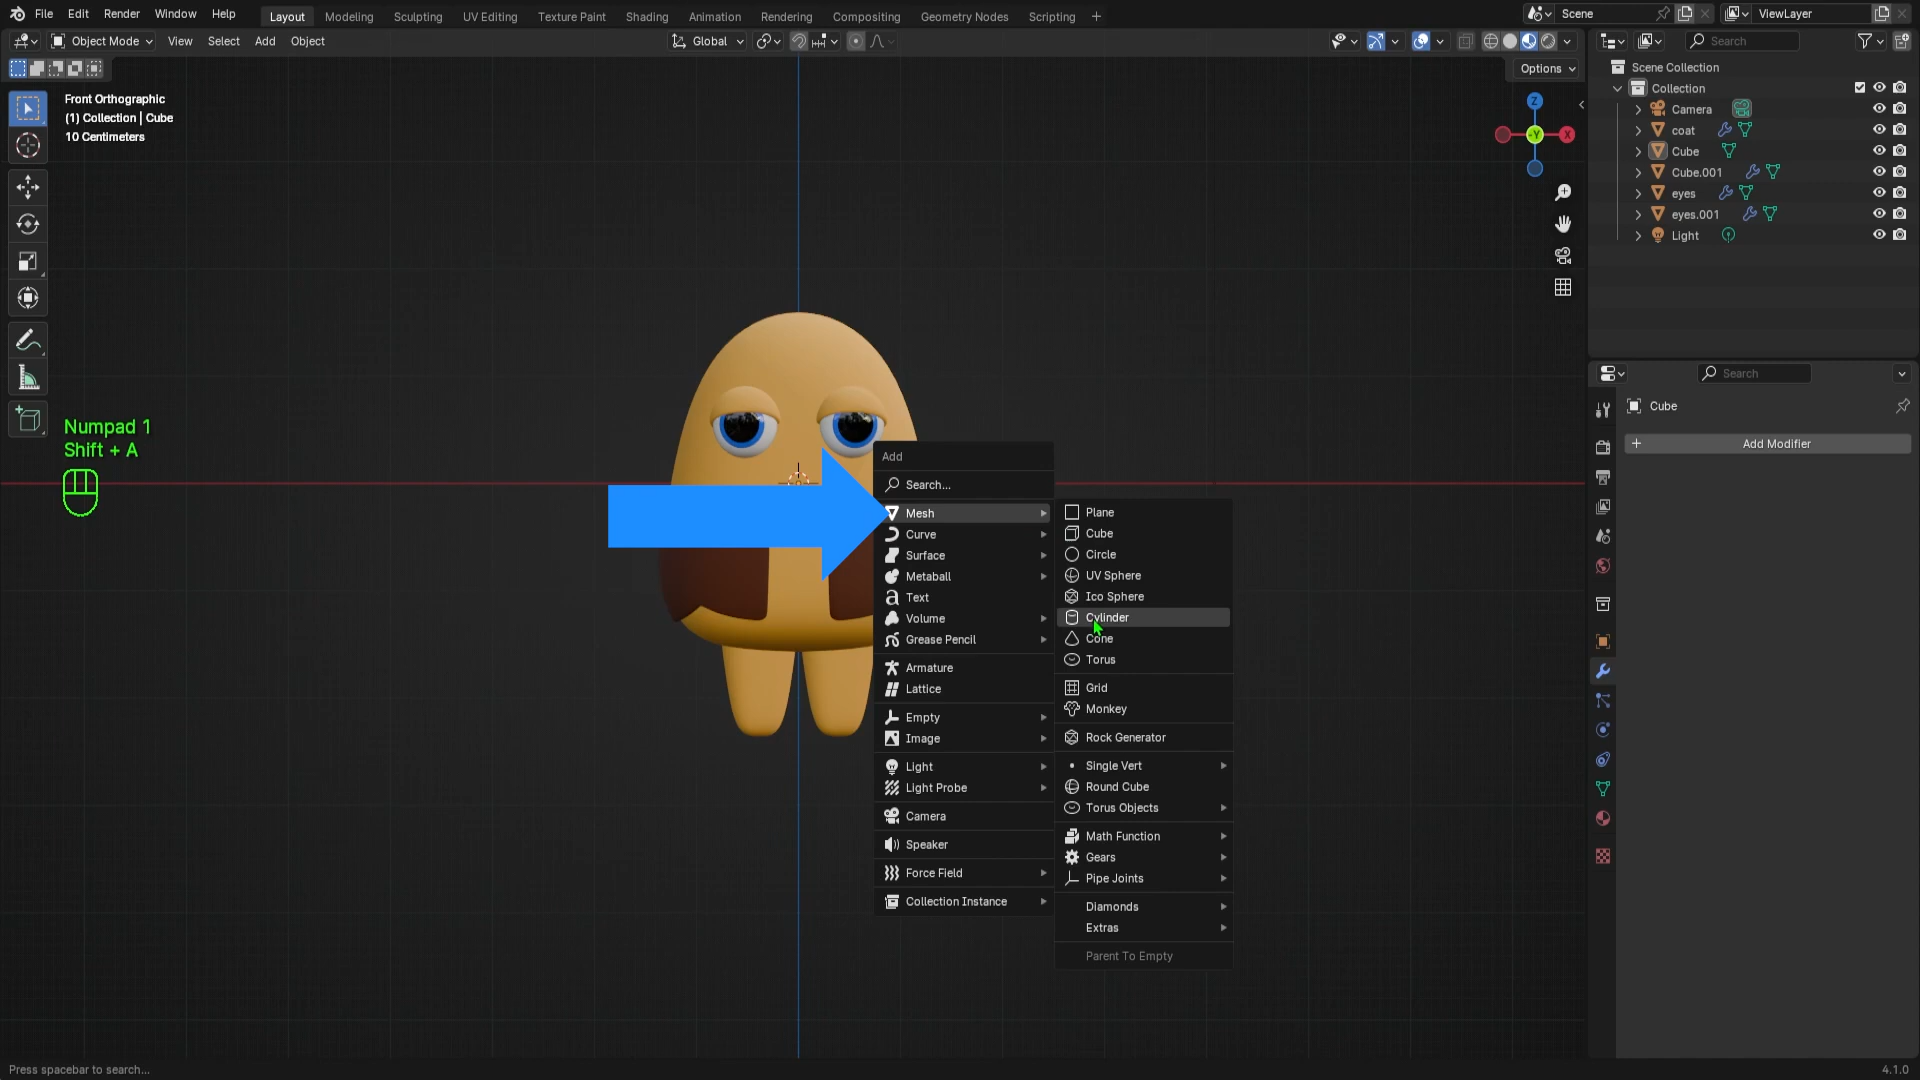 File Edit Render Window Help
Layout Modeling Sculpting UV Editing Texture Paint Shading Animation Rendering Compositing Geometry Nodes Scripting +
Scene
ViewLayer
Object Mode View Select Add Object
Global
Search
Options
Front Orthographic
(1) Collection | Cube
10 Centimeters
Z
-Y
X
Scene Collection
Collection
Camera
coat
Cube
Cube.001
eyes
eyes.001
Light
Search
Cube
+ Add Modifier
Numpad 1
Shift + A
Add
Search...
Mesh
Curve
Surface
Metaball
Text
Volume
Grease Pencil
Armature
Lattice
Empty
Image
Light
Light Probe
Camera
Speaker
Force Field
Collection Instance
Plane
Cube
Circle
UV Sphere
Ico Sphere
Cylinder
Cone
Torus
Grid
Monkey
Rock Generator
Single Vert
Round Cube
Torus Objects
Math Function
Gears
Pipe Joints
Diamonds
Extras
Parent To Empty
Press spacebar to search...
4.1.0